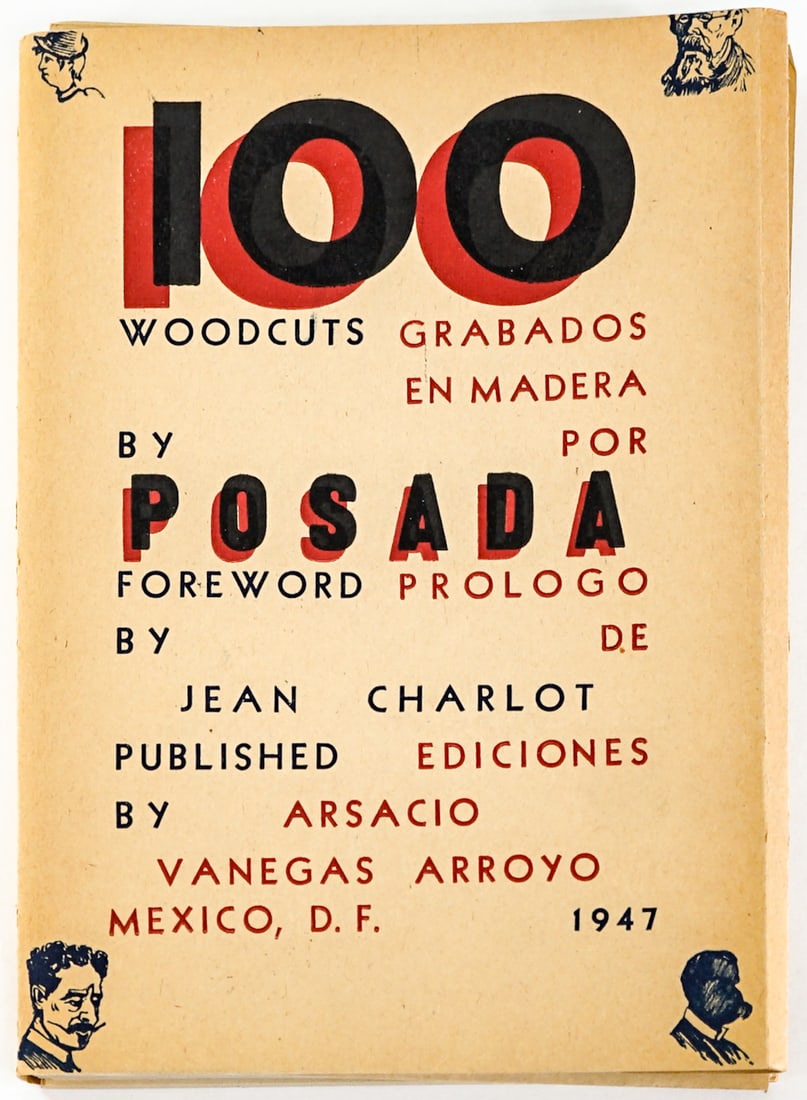 100
WOODCUTS GRABADOS
EN MADERA
BY POR
POSADA
FOREWORD PROLOGO
BY DE
JEAN CHARLOT
PUBLISHED EDICIONES
BY ARSACIO
VANEGAS ARROYO
MEXICO, D. F. 1947